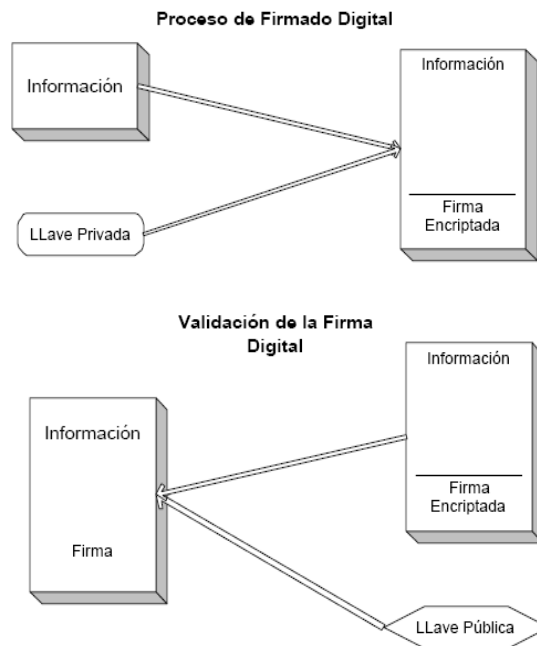 Proceso de Firmado Digital
Información
Información
LLave Privada
Firma
Encriptada
Validación de la Firma
Digital
Información
Información
Firma
Encriptada
Firma
LLave Pública